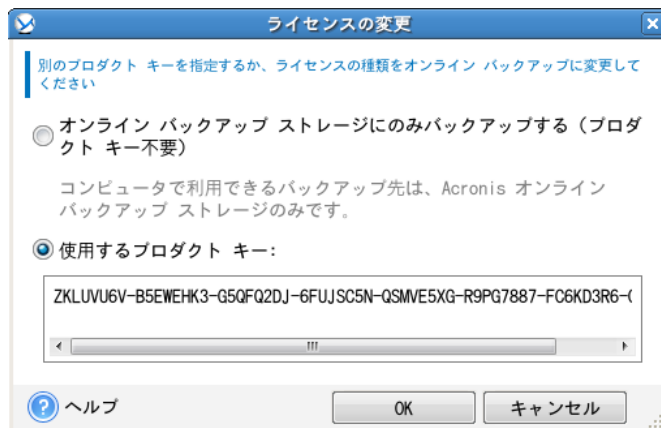 ライセンスの変更
別のプロダクト キーを指定するか、ライセンスの種類をオンライン バックアップに変更して
ください
オンライン バックアップ ストレージにのみバックアップする（プロダ
クト キー不要）
コンピュータで利用できるバックアップ先は、Acronis オンライン
バックアップ ストレージのみです。
使用するプロダクト キー:
ZKLUVU6V-B5EWEHK3-G5QFQ2DJ-6FUJSC5N-QSMVE5XG-R9PG7887-FC6KD3R6-
ヘルプ
OK
キャンセル